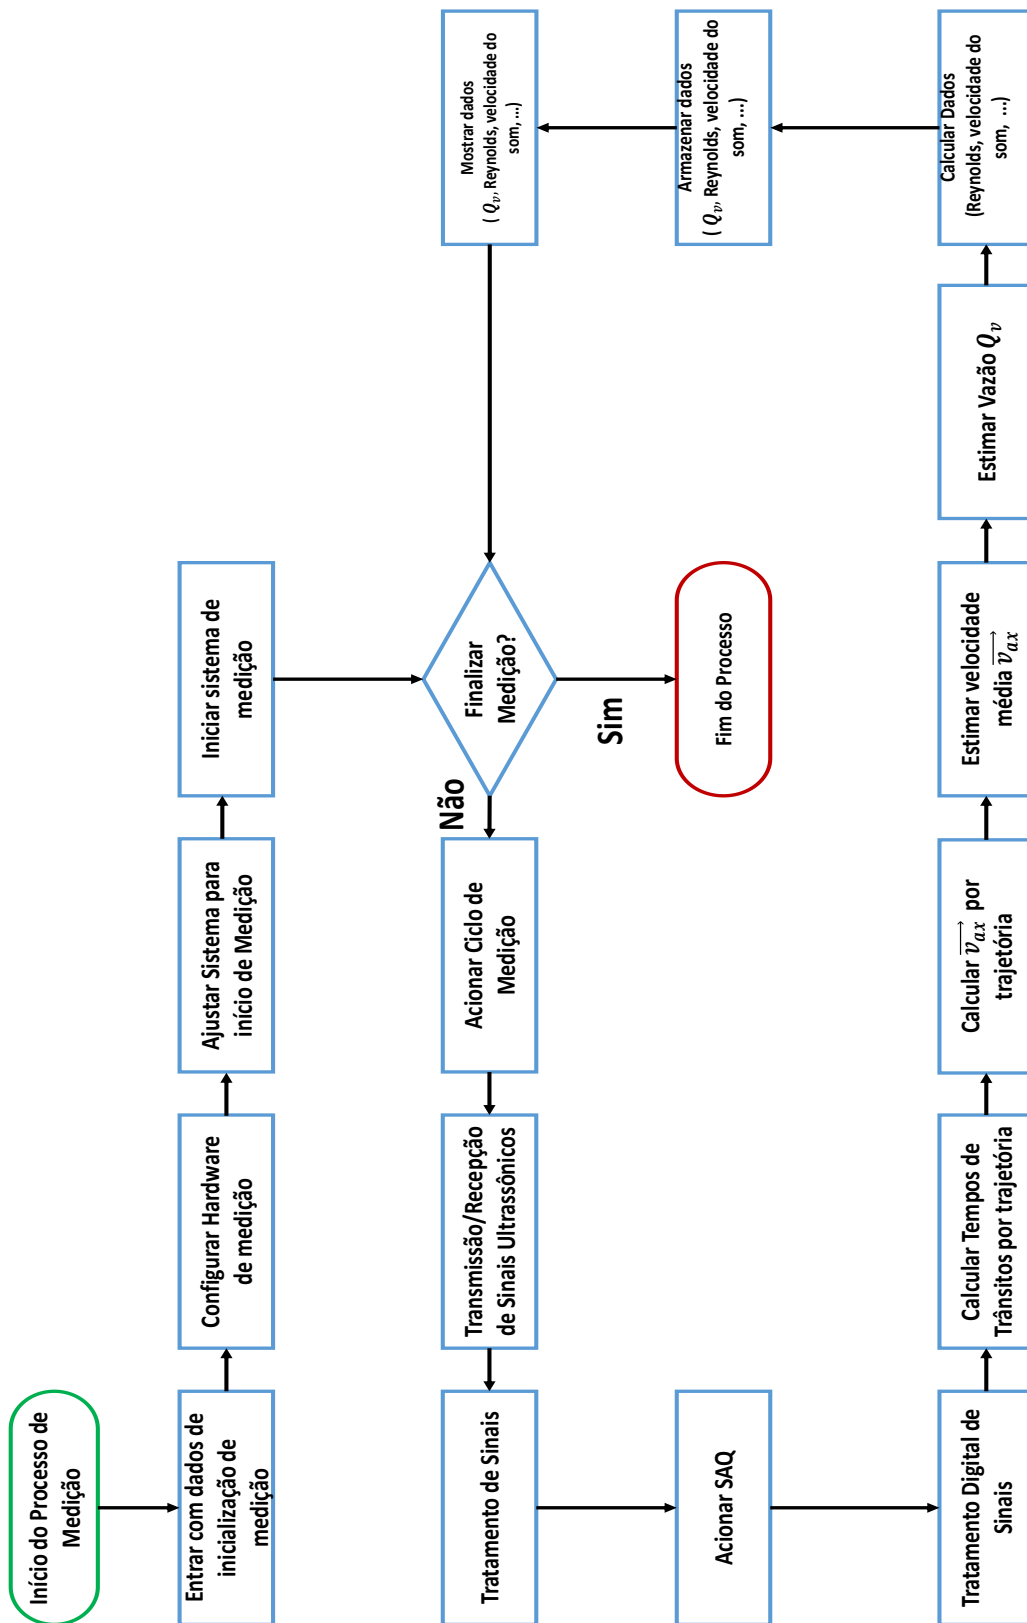 Início do Processo de
Medição
Entrar com dados de
inicialização de
medição
Configurar Hardware
de medição
Ajustar Sistema para
início de Medição
Iniciar sistema de
medição
Finalizar
Medição?
Não
Sim
Fim do Processo
Acionar Ciclo de
Medição
Transmissão/Recepção
de Sinais Ultrassônicos
Tratamento de Sinais
Acionar SAQ
Tratamento Digital de
Sinais
Calcular Tempos de
Trânsitos por trajetória
Calcular $\overrightarrow{v_{ax}}$ por
trajetória
Estimar velocidade
média $\overrightarrow{v_{ax}}$
Estimar Vazão $Q_v$
Calcular Dados
(Reynolds, velocidade do
som, ...)
Armazenar dados
( $Q_v$, Reynolds, velocidade do
som, ...)
Mostrar dados
( $Q_v$, Reynolds, velocidade do
som, ...)